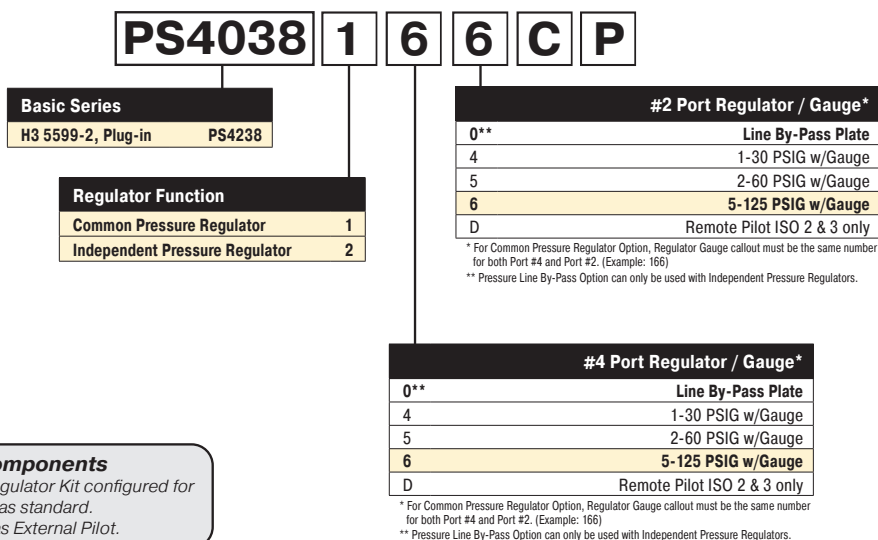 PS4038 1 6 6 C P
Basic Series
H3 5599-2, Plug-in PS4238
Regulator Function
Common Pressure Regulator 1
Independent Pressure Regulator 2
#2 Port Regulator / Gauge*
0** Line By-Pass Plate
4 1-30 PSIG w/Gauge
5 2-60 PSIG w/Gauge
6 5-125 PSIG w/Gauge
D Remote Pilot ISO 2 & 3 only
* For Common Pressure Regulator Option, Regulator Gauge callout must be the same number
for both Port #4 and Port #2. (Example: 166)
** Pressure Line By-Pass Option can only be used with Independent Pressure Regulators.
#4 Port Regulator / Gauge*
0** Line By-Pass Plate
4 1-30 PSIG w/Gauge
5 2-60 PSIG w/Gauge
6 5-125 PSIG w/Gauge
D Remote Pilot ISO 2 & 3 only
* For Common Pressure Regulator Option, Regulator Gauge callout must be the same number
for both Port #4 and Port #2. (Example: 166)
** Pressure Line By-Pass Option can only be used with Independent Pressure Regulators.
Kit configured for
as standard.
External Pilot.